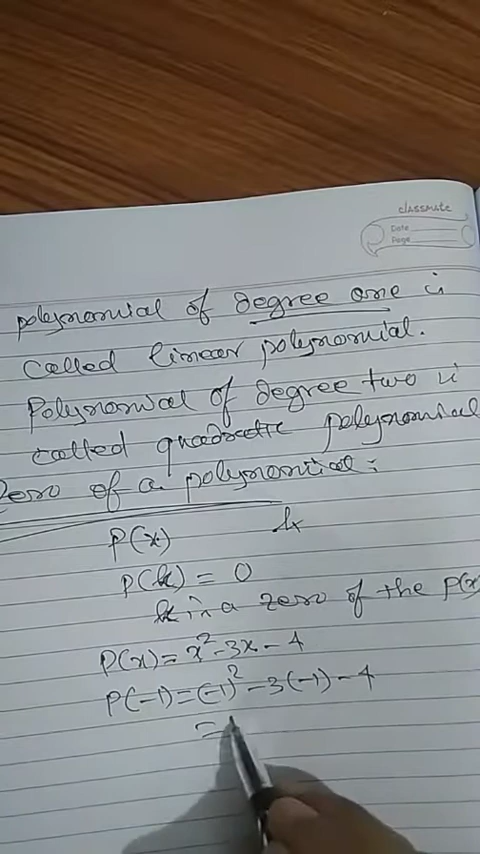 classmate
Date
Page
polynomial of degree one is
called linear polynomial.
Polynomial of degree two is
called quadratic polynomial
Zero of a polynomial :
P(x) k
P(k) = 0
k is a zero of the P(x)
P(x) = x² - 3x - 4
P(-1) = (-1)² - 3(-1) - 4
=